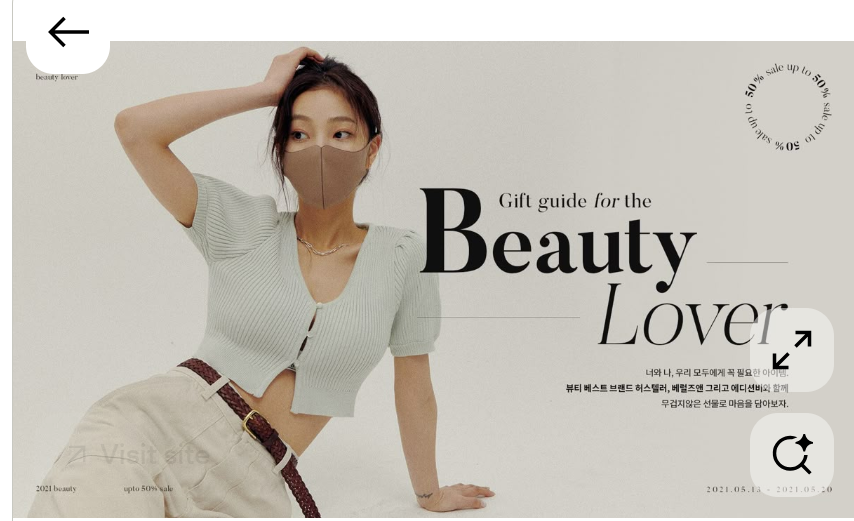 beauty lover
50% sale up to 50% sale up to 50% sale up to
Gift guide for the
Beauty
Lover
너와 나, 우리 모두에게 꼭 필요한 아이템.
뷰티 베스트 브랜드 허스텔러, 베럴즈앤 그리고 에디션비와 함께
무겁지않은 선물로 마음을 담아보자.
Visit site
2021 beauty
upto 50% sale
2021.05.13 - 2021.05.20